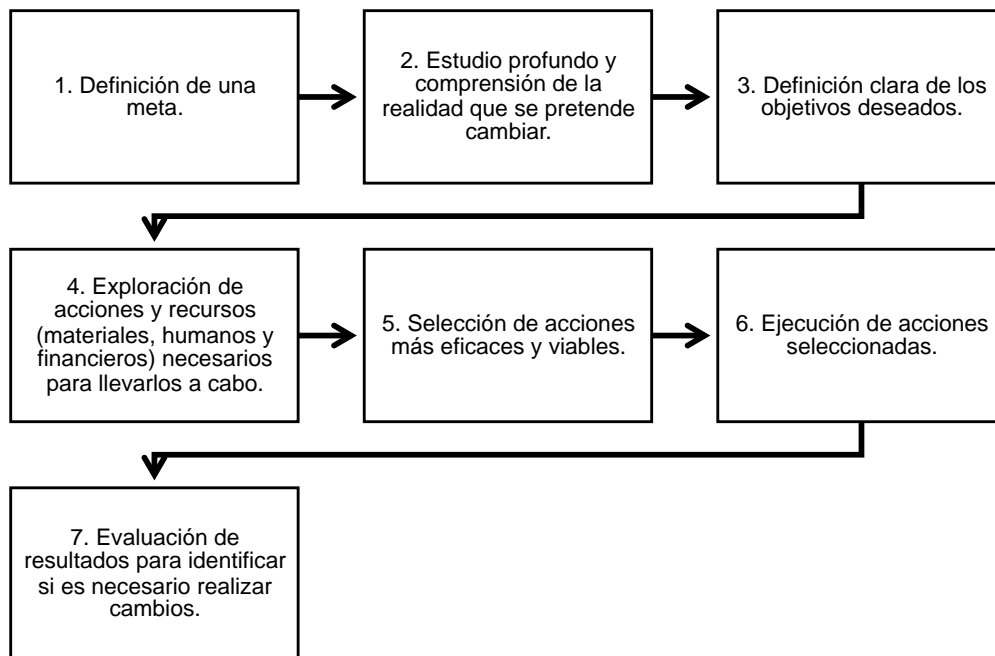 1. Definición de una
meta.
2. Estudio profundo y
comprensión de la
realidad que se pretende
cambiar.
3. Definición clara de los
objetivos deseados.
4. Exploración de
acciones y recursos
(materiales, humanos y
financieros) necesarios
para llevarlos a cabo.
5. Selección de acciones
más eficaces y viables.
6. Ejecución de acciones
seleccionadas.
7. Evaluación de
resultados para identificar
si es necesario realizar
cambios.